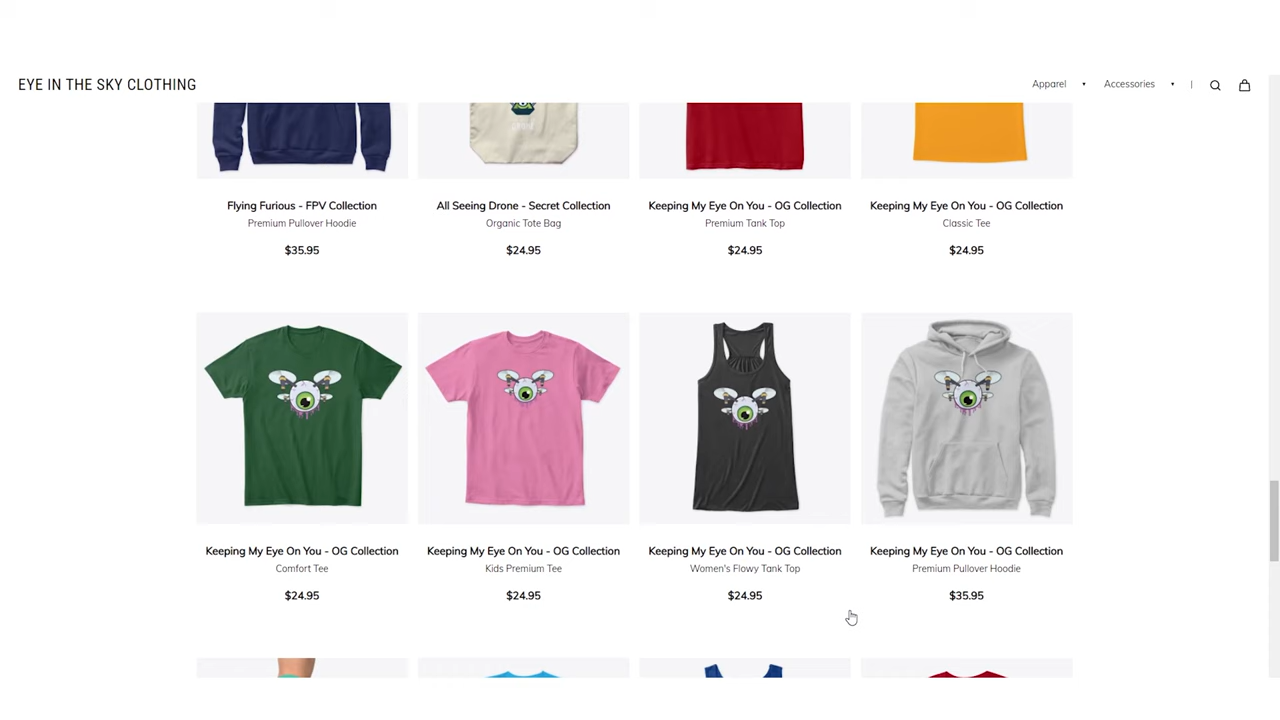 EYE IN THE SKY CLOTHING
Apparel ▾ Accessories ▾ |
Flying Furious - FPV Collection
Premium Pullover Hoodie
$35.95
All Seeing Drone - Secret Collection
Organic Tote Bag
$24.95
Keeping My Eye On You - OG Collection
Premium Tank Top
$24.95
Keeping My Eye On You - OG Collection
Classic Tee
$24.95
Keeping My Eye On You - OG Collection
Comfort Tee
$24.95
Keeping My Eye On You - OG Collection
Kids Premium Tee
$24.95
Keeping My Eye On You - OG Collection
Women's Flowy Tank Top
$24.95
Keeping My Eye On You - OG Collection
Premium Pullover Hoodie
$35.95